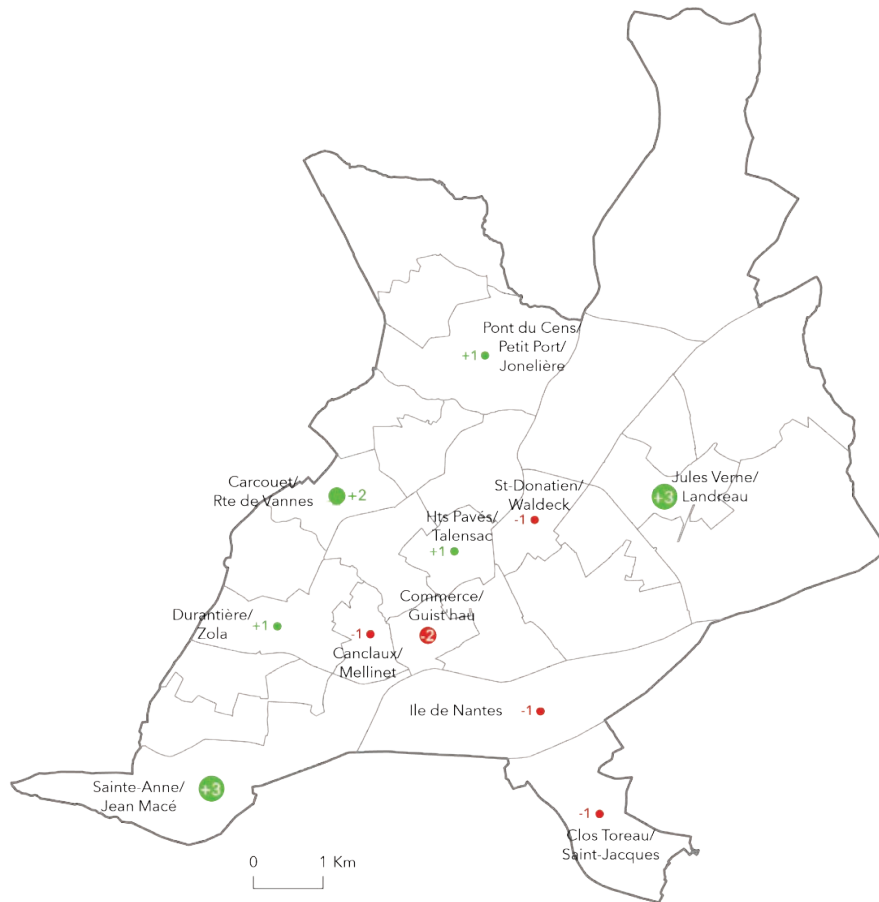 Pont du Cens/
Petit Port/
Jonelière
+1
Carcouet/
Rte de Vannes
+2
St-Donatien/
Waldeck
-1
Jules Verne/
Landreau
+3
Hts Pavés/
Talensac
+1
Durantière/
Zola
+1
Canclaux/
Mellinet
-1
Commerce/
Guist'hau
-2
Ile de Nantes
-1
Sainte-Anne/
Jean Macé
+3
Clos Toreau/
Saint-Jacques
-1
0 1 Km